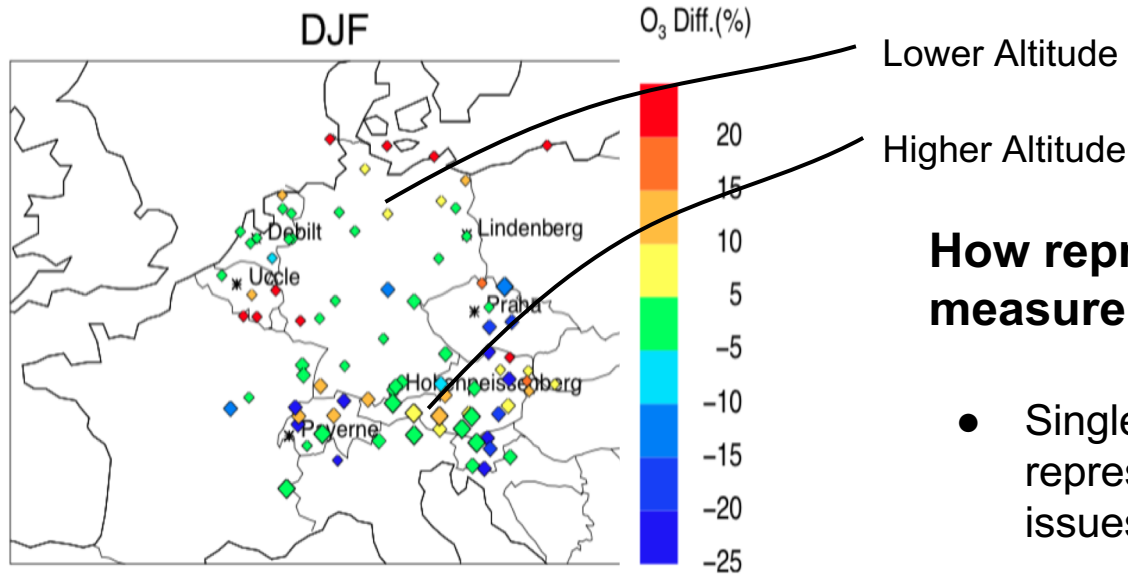 DJF
O3 Diff.(%)
Lower Altitude
Higher Altitude
20
15
10
5
−5
−10
−15
−20
−25
Debilt
Lindenberg
Uccle
Praha
Hohenpeissenberg
Payerne
How repr
measure
● Single
repres
issues